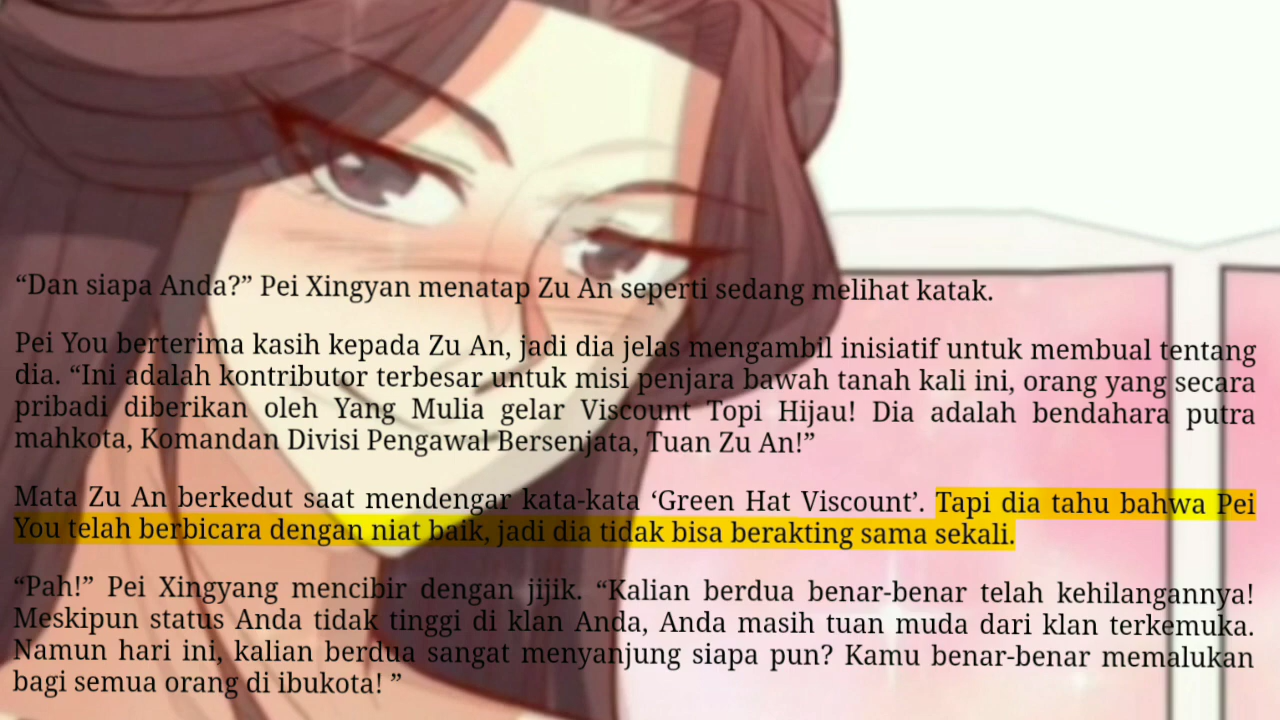 “Dan siapa Anda?” Pei Xingyan menatap Zu An seperti sedang melihat katak.
Pei You berterima kasih kepada Zu An, jadi dia jelas mengambil inisiatif untuk membual tentang
dia. “Ini adalah kontributor terbesar untuk misi penjara bawah tanah kali ini, orang yang secara
pribadi diberikan oleh Yang Mulia gelar Viscount Topi Hijau! Dia adalah bendahara putra
mahkota, Komandan Divisi Pengawal Bersenjata, Tuan Zu An!”
Mata Zu An berkedut saat mendengar kata-kata ‘Green Hat Viscount’. Tapi dia tahu bahwa Pei
You telah berbicara dengan niat baik, jadi dia tidak bisa berakting sama sekali.
“Pah!” Pei Xingyang mencibir dengan jijik. “Kalian berdua benar-benar telah kehilangannya!
Meskipun status Anda tidak tinggi di klan Anda, Anda masih tuan muda dari klan terkemuka.
Namun hari ini, kalian berdua sangat menyanjung siapa pun? Kamu benar-benar memalukan
bagi semua orang di ibukota! ”